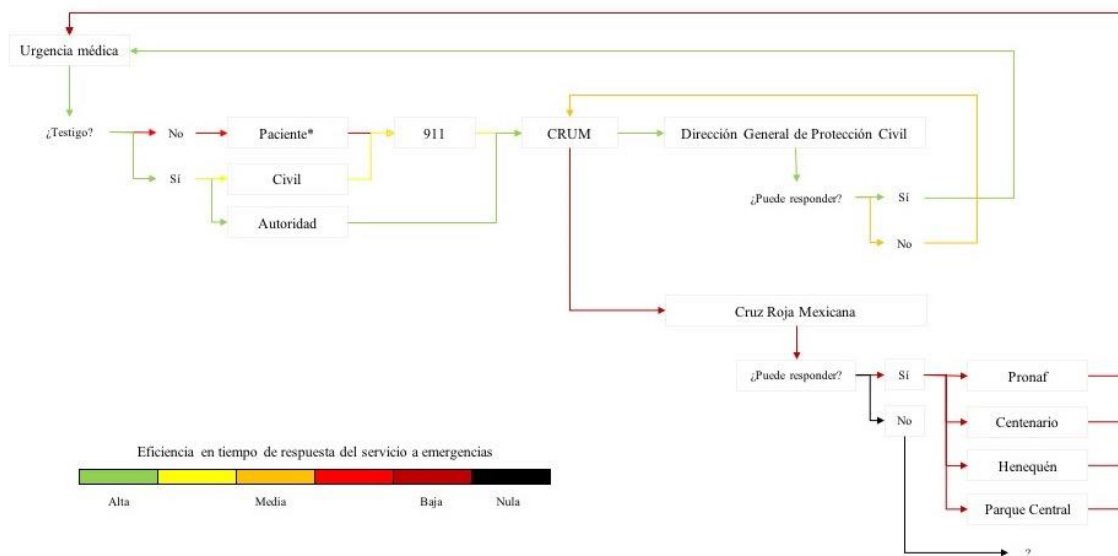 Urgencia médica
¿Testigo?
No
Paciente*
911
CRUM
Dirección General de Protección Civil
Sí
Civil
Autoridad
¿Puede responder?
Sí
No
Cruz Roja Mexicana
¿Puede responder?
Sí
Pronaf
No
Centenario
Henequén
Parque Central
?
Eficiencia en tiempo de respuesta del servicio a emergencias
Alta Media Baja Nula